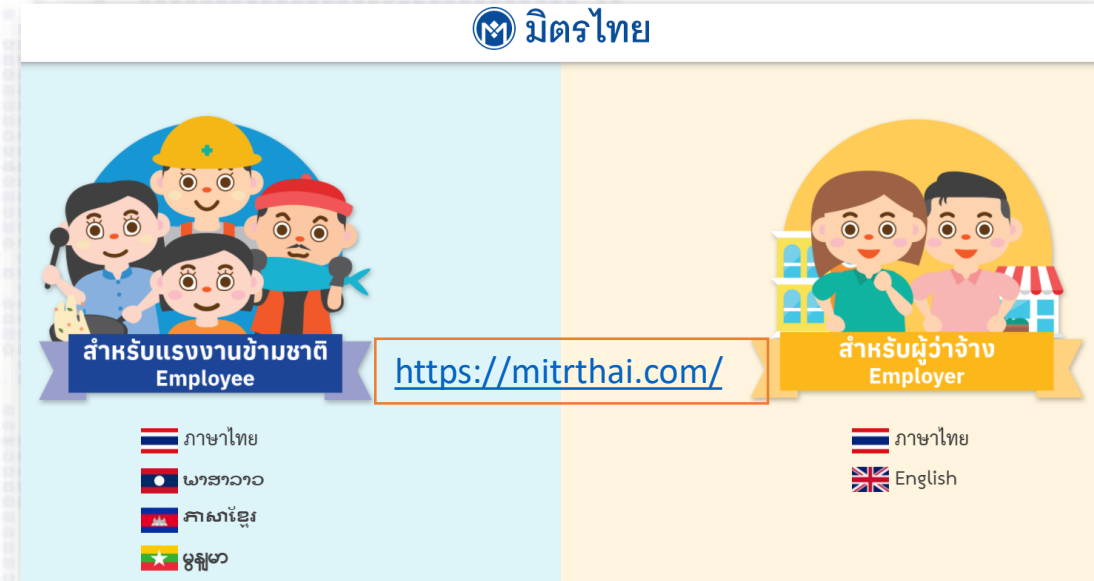 มิตรไทย
สำหรับแรงงานข้ามชาติ
Employee
ภาษาไทย
ພາສາລາວ
ភាសាខ្មែរ
မွန်မာ
https://mitrthai.com/
สำหรับผู้ว่าจ้าง
Employer
ภาษาไทย
English